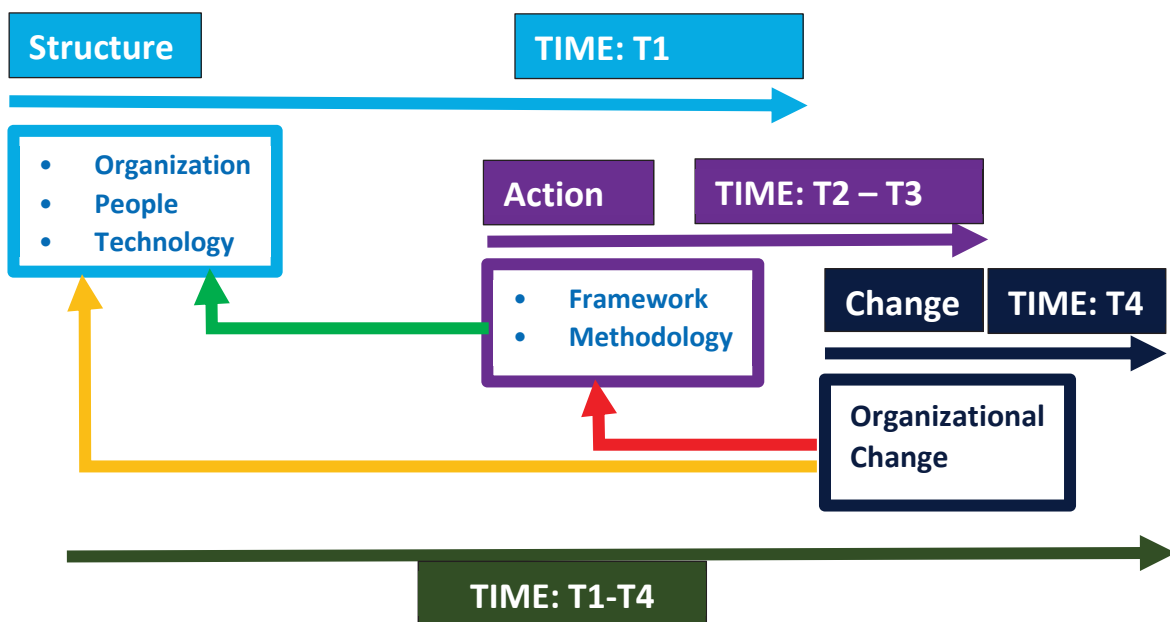 Structure
TIME: T1
• Organization
• People
• Technology
Action
TIME: T2 – T3
• Framework
• Methodology
Change
TIME: T4
Organizational
Change
TIME: T1-T4